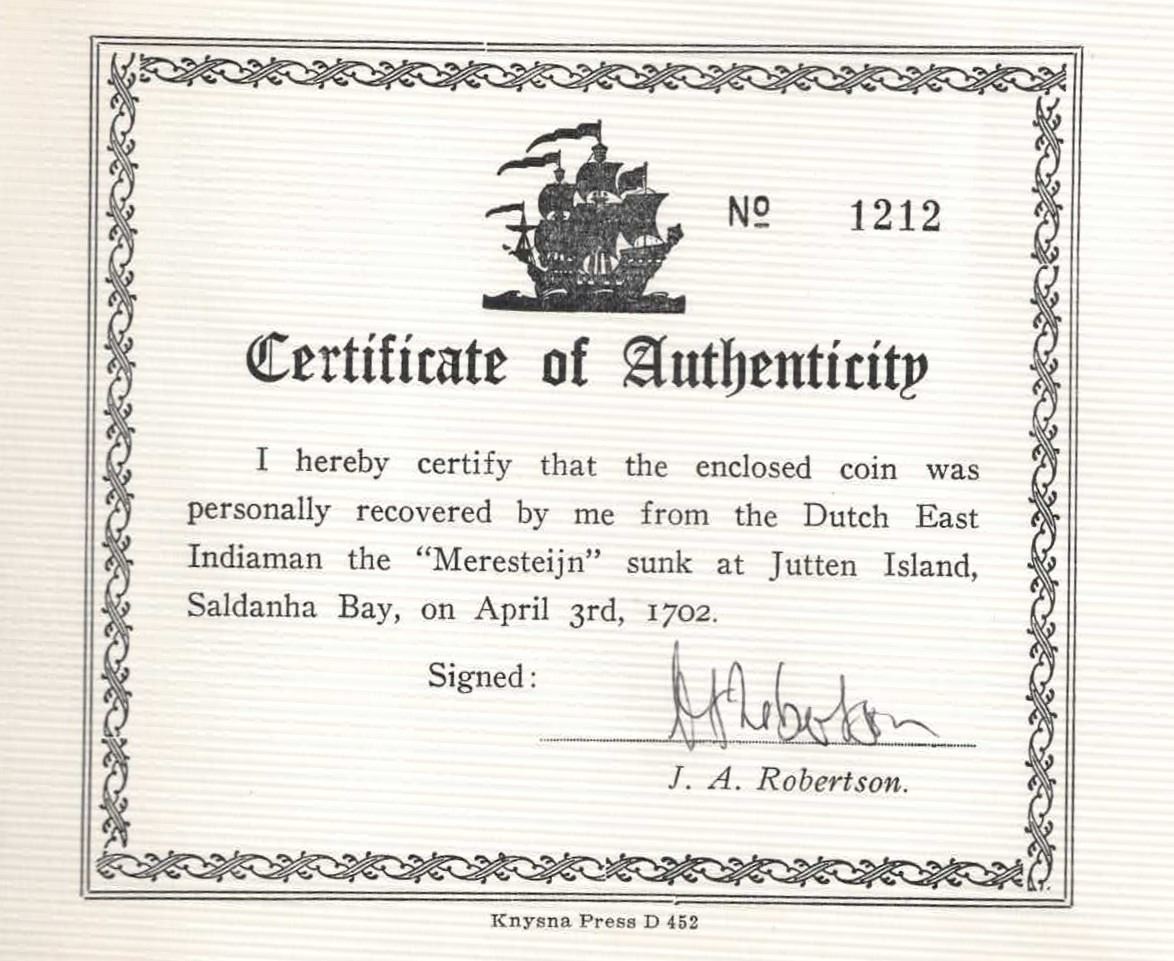 Nº 1212
Certificate of Authenticity
I hereby certify that the enclosed coin was
personally recovered by me from the Dutch East
Indiaman the “Meresteijn” sunk at Jutten Island,
Saldanha Bay, on April 3rd, 1702.
Signed: J A Robertson
J. A. Robertson.
Knysna Press D 452